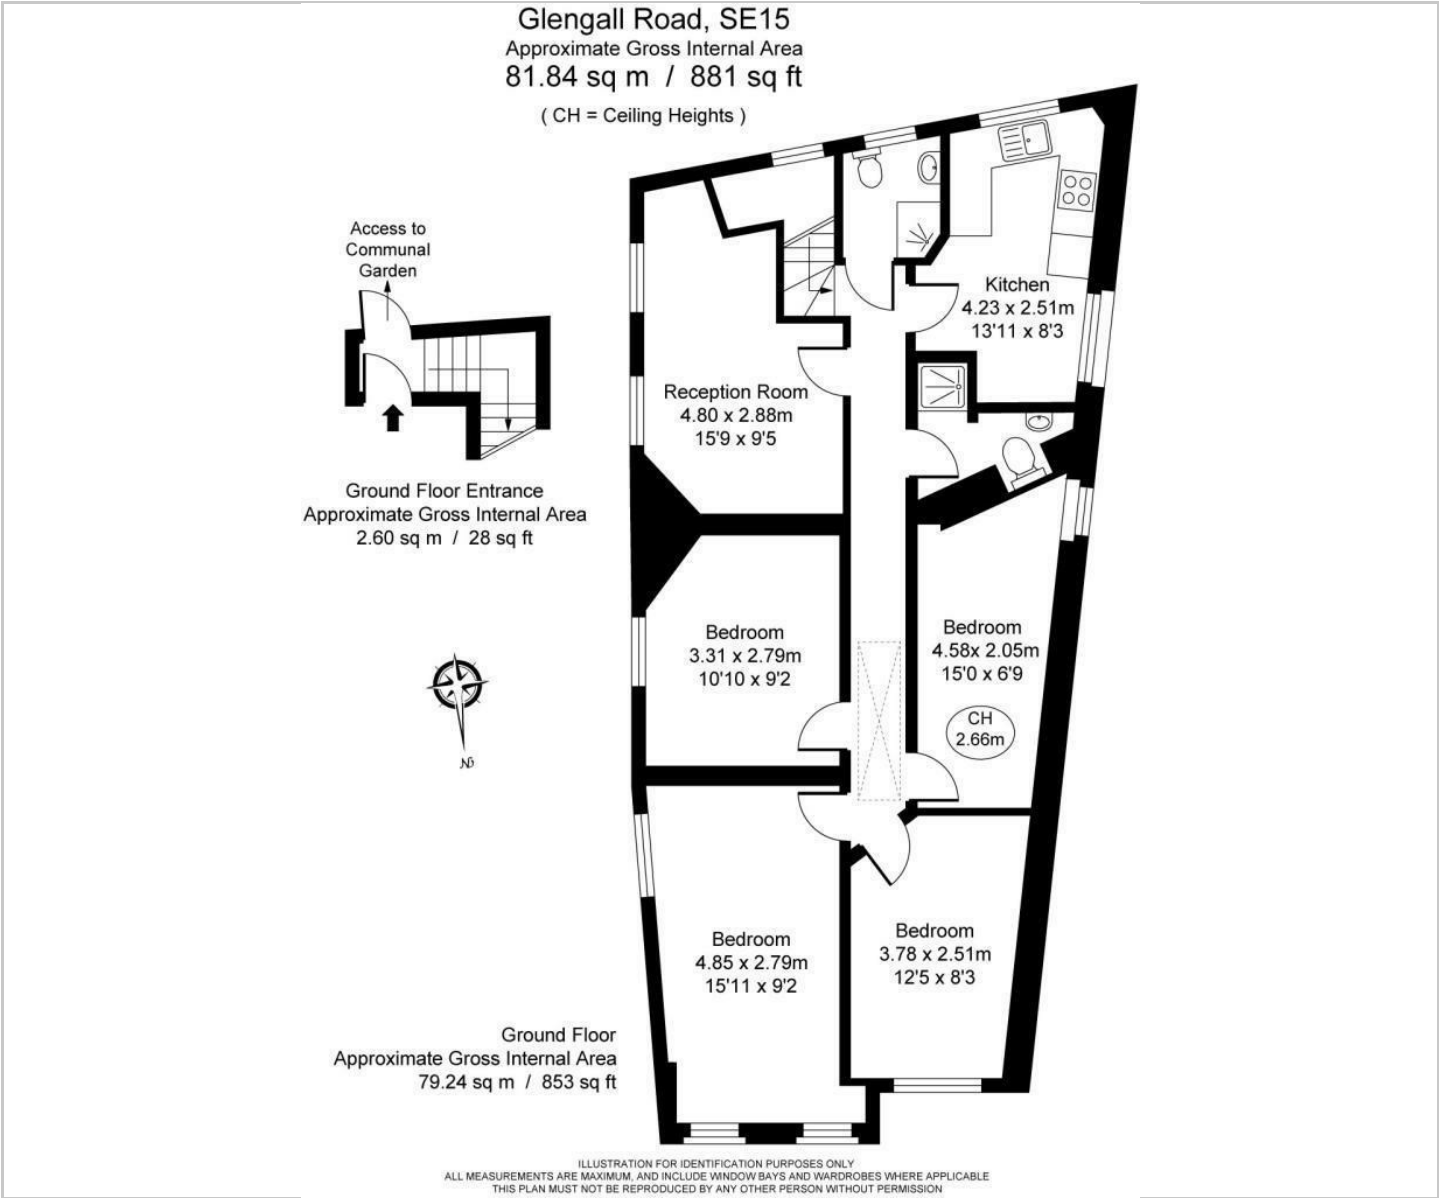 Glengall Road, SE15
Approximate Gross Internal Area
81.84 sq m / 881 sq ft
( CH = Ceiling Heights )
Access to
Communal
Garden
Ground Floor Entrance
Approximate Gross Internal Area
2.60 sq m / 28 sq ft
Kitchen
4.23 x 2.51m
13'11 x 8'3
Reception Room
4.80 x 2.88m
15'9 x 9'5
Bedroom
3.31 x 2.79m
10'10 x 9'2
Bedroom
4.58x 2.05m
15'0 x 6'9
CH
2.66m
N
Bedroom
4.85 x 2.79m
15'11 x 9'2
Bedroom
3.78 x 2.51m
12'5 x 8'3
Ground Floor
Approximate Gross Internal Area
79.24 sq m / 853 sq ft
ILLUSTRATION FOR IDENTIFICATION PURPOSES ONLY
ALL MEASUREMENTS ARE MAXIMUM, AND INCLUDE WINDOW BAYS AND WARDROBES WHERE APPLICABLE
THIS PLAN MUST NOT BE REPRODUCED BY ANY OTHER PERSON WITHOUT PERMISSION